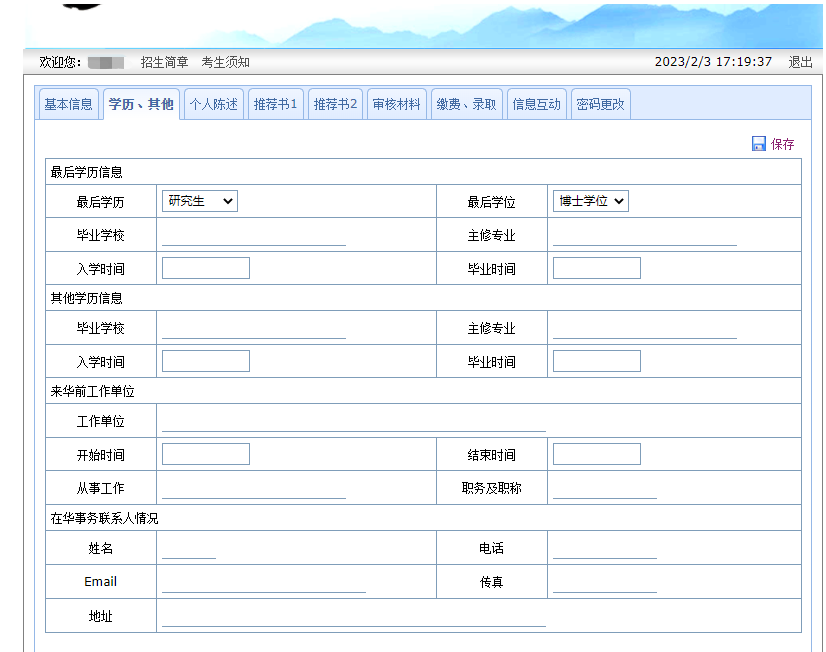 欢迎您: 招生简章 考生须知 2023/2/3 17:19:37 退出
基本信息 学历、其他 个人陈述 推荐书1 推荐书2 审核材料 缴费、录取 信息互动 密码更改
保存
最后学历信息
最后学历 研究生 最后学位 博士学位
毕业学校 主修专业
入学时间 毕业时间
其他学历信息
毕业学校 主修专业
入学时间 毕业时间
来华前工作单位
工作单位
开始时间 结束时间
从事工作 职务及职称
在华事务联系人情况
姓名 电话
Email 传真
地址